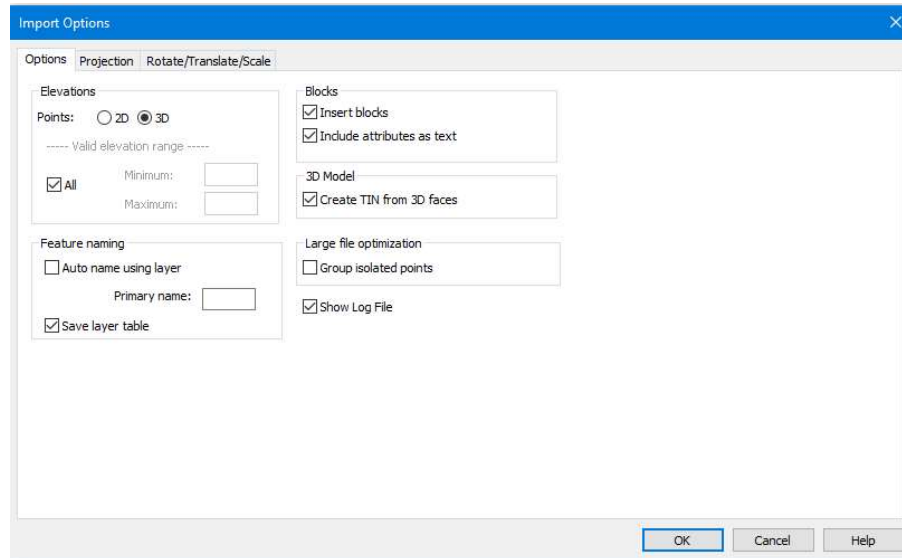 Import Options
Options Projection Rotate/Translate/Scale
Elevations
Points: 2D 3D
----- Valid elevation range -----
All
Minimum:
Maximum:
Feature naming
Auto name using layer
Primary name:
Save layer table
Blocks
Insert blocks
Include attributes as text
3D Model
Create TIN from 3D faces
Large file optimization
Group isolated points
Show Log File
OK Cancel Help